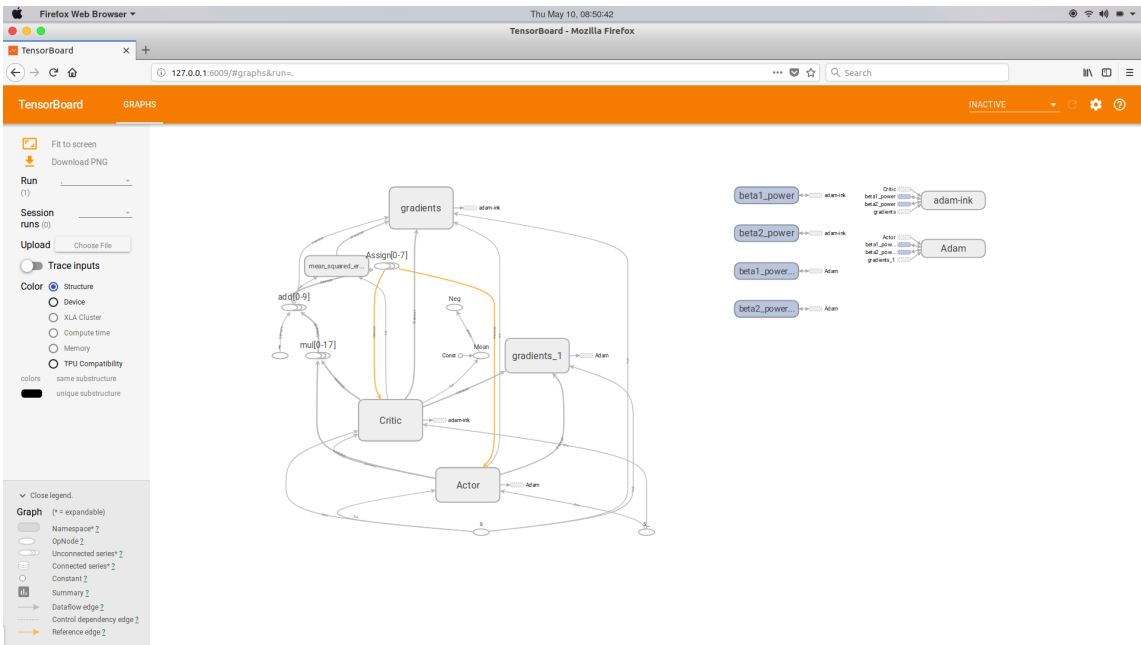 Firefox Web Browser
Thu May 10, 08:50:42
TensorBoard - Mozilla Firefox
TensorBoard
127.0.0.1:6009/#graphs&run=.
Search
TensorBoard
GRAPHS
INACTIVE
Fit to screen
Download PNG
Run
.
(1)
Session
runs (0)
Upload
Choose File
Trace inputs
Color
Structure
Device
XLA Cluster
Compute time
Memory
TPU Compatibility
colors same substructure
unique substructure
Close legend.
Graph (* = expandable)
Namespace* ?
OpNode ?
Unconnected series* ?
Connected series* ?
Constant ?
Summary ?
Dataflow edge ?
Control dependency edge ?
Reference edge ?
gradients
adam-ink
Assign[0-7]
mean_squared_er...
add[0-9]
Neg
mul[0-17]
Const
Mean
gradients_1
Adam
Critic
adam-ink
Actor
Adam
s
s_
beta1_power
adam-ink
beta2_power
adam-ink
beta1_power...
Adam
beta2_power...
Adam
Critic
beta1_power
beta2_power
gradients
adam-ink
Actor
beta1_pow...
beta2_pow...
gradients_1
Adam